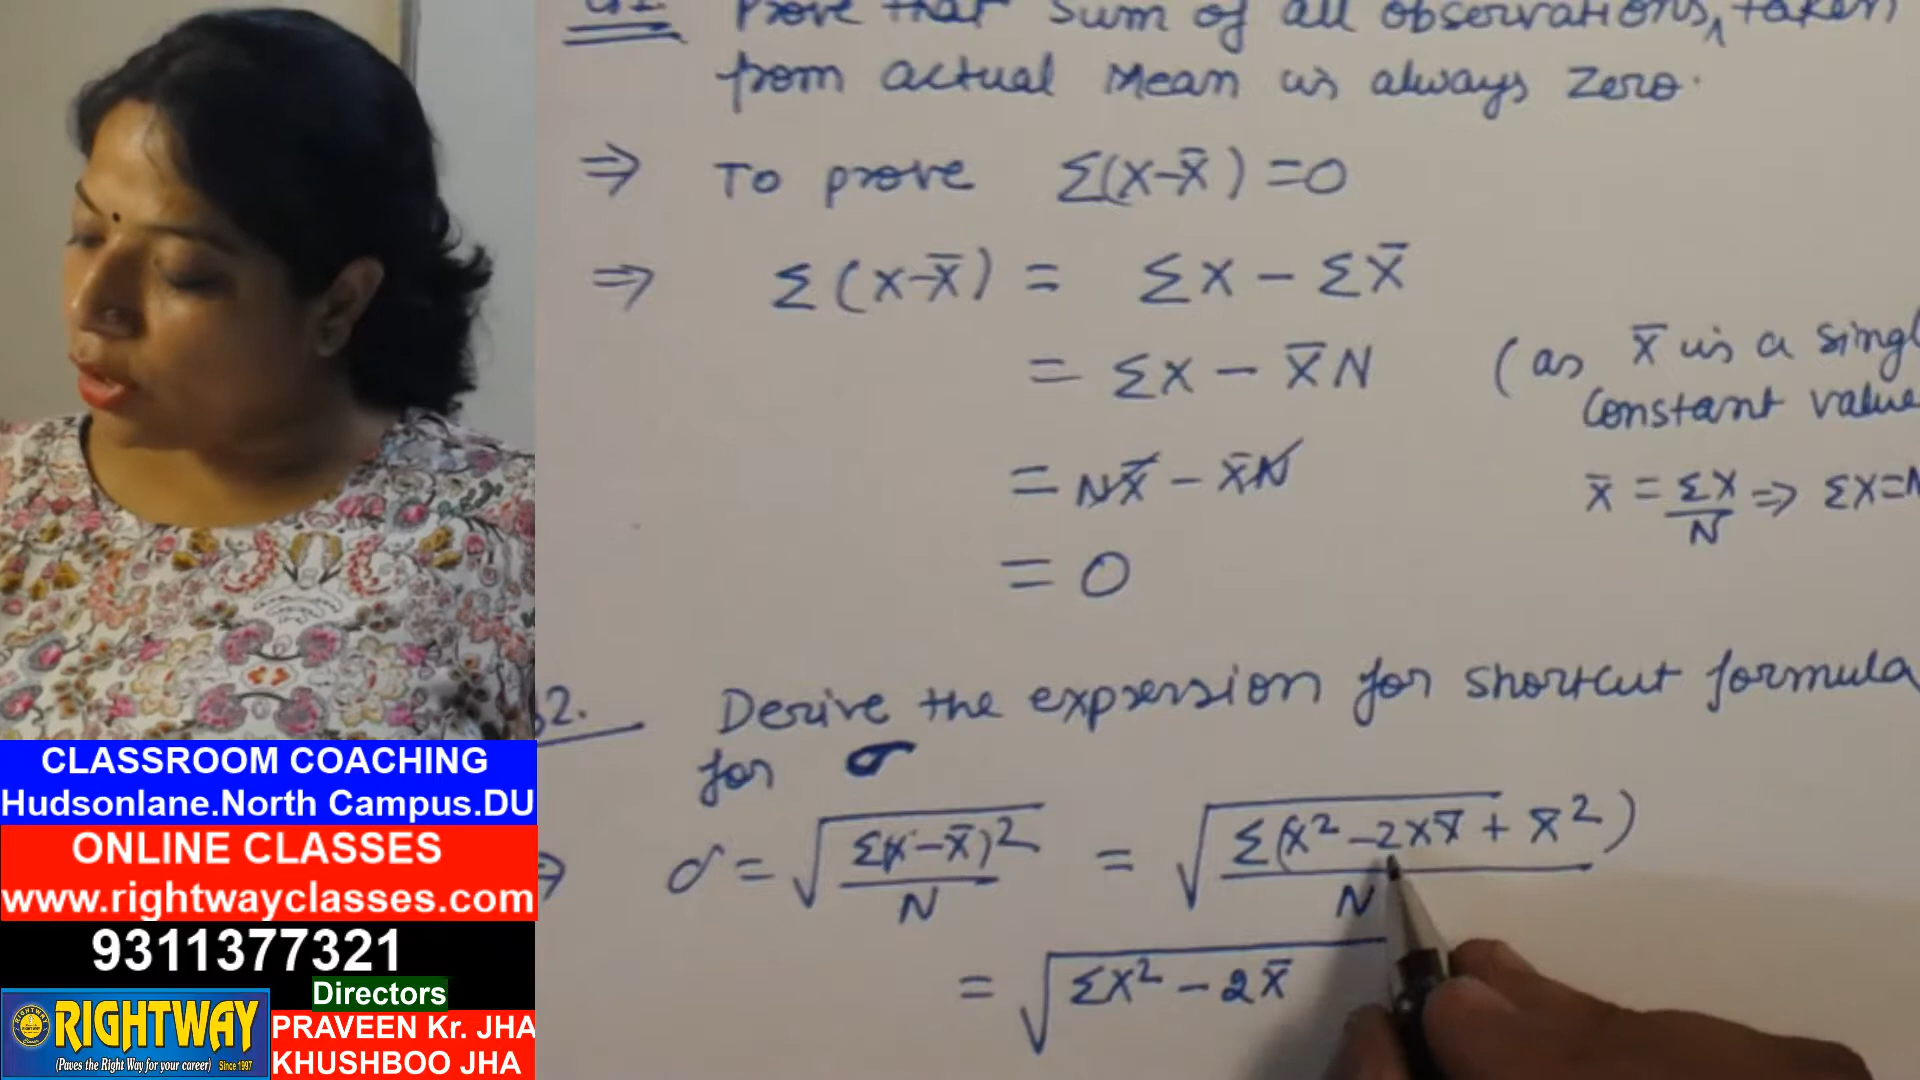 Prove that sum of all observations, taken
from actual Mean is always zero.
⇒ To prove Σ(X-X̄) = 0
⇒ Σ(X-X̄) = ΣX - ΣX̄
= ΣX - X̄N
(as X̄ is a singl
constant value
= NX̄ - X̄N
X̄ = ΣX/N ⇒ ΣX=N
= 0
2. Derive the expression for shortcut formula
for σ
⇒ σ = √(Σ(X-X̄)²/N) = √(Σ(X² - 2XX̄ + X̄²)/N)
= √ΣX² - 2X̄
CLASSROOM COACHING
Hudsonlane.North Campus.DU
ONLINE CLASSES
www.rightwayclasses.com
9311377321
Directors
RIGHTWAY
(Paves the Right Way for your career) Since 1997
PRAVEEN Kr. JHA
KHUSHBOO JHA